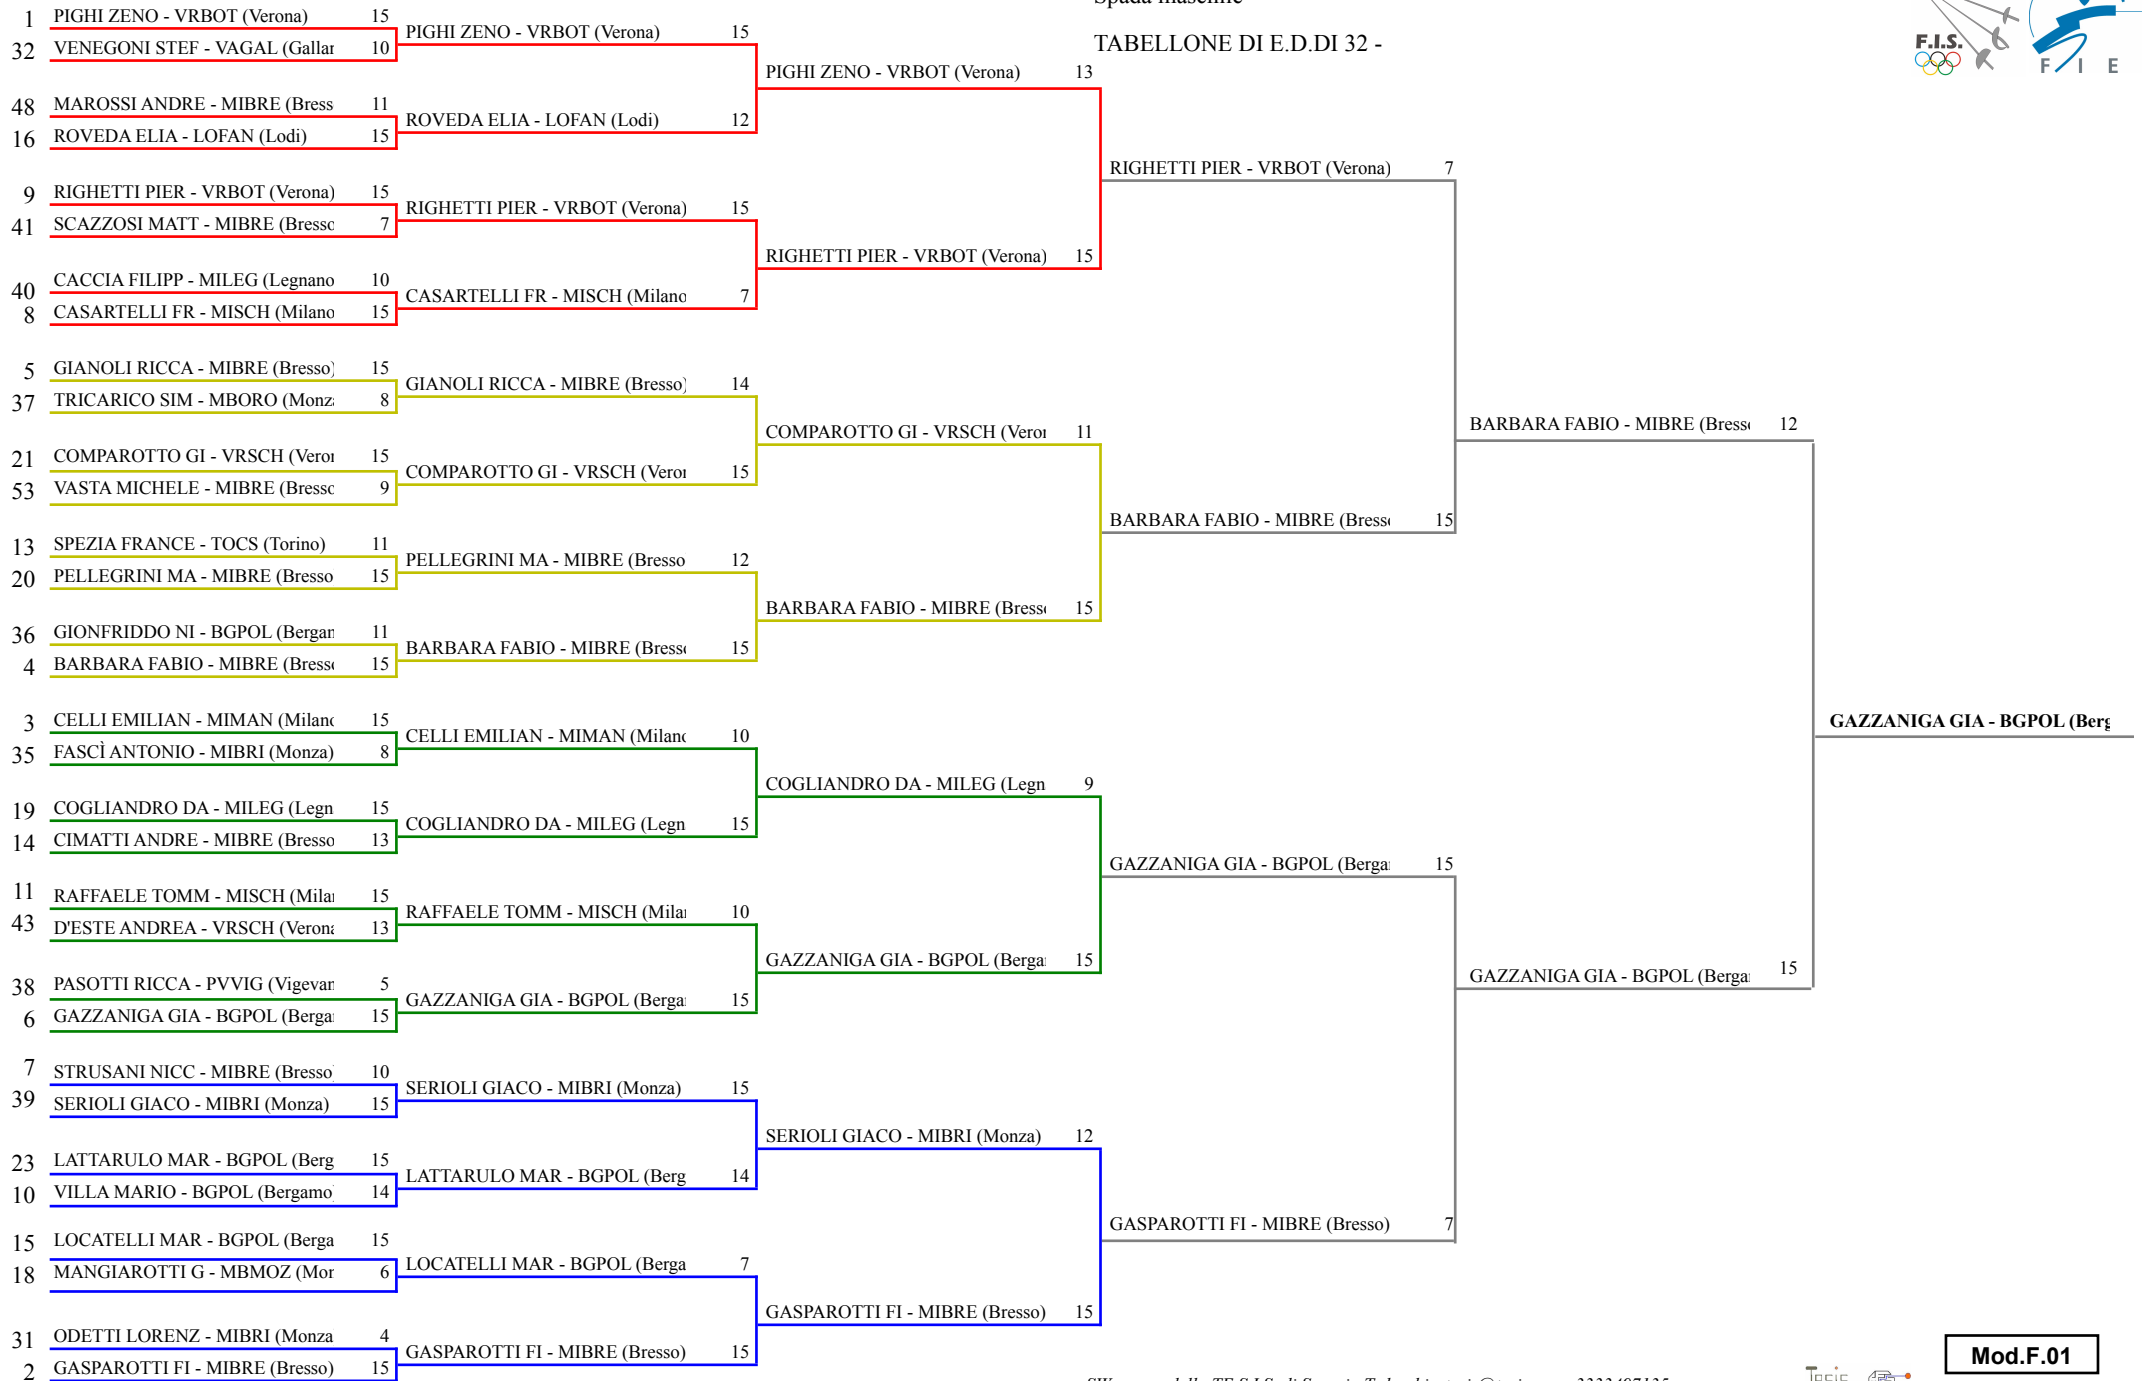 TABELLONE DI E.D.DI 32 -
F.I.S.
F I E
1 PIGHI ZENO - VRBOT (Verona) 15
32 VENEGONI STEF - VAGAL (Gallar 10
48 MAROSSI ANDRE - MIBRE (Bress 11
16 ROVEDA ELIA - LOFAN (Lodi) 15
9 RIGHETTI PIER - VRBOT (Verona) 15
41 SCAZZOSI MATT - MIBRE (Bresso 7
40 CACCIA FILIPP - MILEG (Legnano 10
8 CASARTELLI FR - MISCH (Milano 15
5 GIANOLI RICCA - MIBRE (Bresso) 15
37 TRICARICO SIM - MBORO (Monza 8
21 COMPAROTTO GI - VRSCH (Veror 15
53 VASTA MICHELE - MIBRE (Bresso 9
13 SPEZIA FRANCE - TOCS (Torino) 11
20 PELLEGRINI MA - MIBRE (Bresso 15
36 GIONFRIDDO NI - BGPOL (Bergan 11
4 BARBARA FABIO - MIBRE (Bresso 15
3 CELLI EMILIAN - MIMAN (Milano 15
35 FASCÌ ANTONIO - MIBRI (Monza) 8
19 COGLIANDRO DA - MILEG (Legn 15
14 CIMATTI ANDRE - MIBRE (Bresso 13
11 RAFFAELE TOMM - MISCH (Milar 15
43 D'ESTE ANDREA - VRSCH (Verona 13
38 PASOTTI RICCA - PVVIG (Vigevan 5
6 GAZZANIGA GIA - BGPOL (Berga 15
7 STRUSANI NICC - MIBRE (Bresso) 10
39 SERIOLI GIACO - MIBRI (Monza) 15
23 LATTARULO MAR - BGPOL (Berg 15
10 VILLA MARIO - BGPOL (Bergamo) 14
15 LOCATELLI MAR - BGPOL (Berga 15
18 MANGIAROTTI G - MBMOZ (Mor 6
31 ODETTI LORENZ - MIBRI (Monza 4
2 GASPAROTTI FI - MIBRE (Bresso) 15
PIGHI ZENO - VRBOT (Verona) 15
ROVEDA ELIA - LOFAN (Lodi) 12
RIGHETTI PIER - VRBOT (Verona) 15
CASARTELLI FR - MISCH (Milano 7
GIANOLI RICCA - MIBRE (Bresso) 14
COMPAROTTO GI - VRSCH (Veror 15
PELLEGRINI MA - MIBRE (Bresso 12
BARBARA FABIO - MIBRE (Bresso 15
CELLI EMILIAN - MIMAN (Milano 10
COGLIANDRO DA - MILEG (Legn 15
RAFFAELE TOMM - MISCH (Milar 10
GAZZANIGA GIA - BGPOL (Berga 15
SERIOLI GIACO - MIBRI (Monza) 15
LATTARULO MAR - BGPOL (Berg 14
LOCATELLI MAR - BGPOL (Berga 7
GASPAROTTI FI - MIBRE (Bresso) 15
PIGHI ZENO - VRBOT (Verona) 13
RIGHETTI PIER - VRBOT (Verona) 15
COMPAROTTO GI - VRSCH (Veror 11
BARBARA FABIO - MIBRE (Bresso 15
COGLIANDRO DA - MILEG (Legn 9
GAZZANIGA GIA - BGPOL (Berga 15
SERIOLI GIACO - MIBRI (Monza) 12
GASPAROTTI FI - MIBRE (Bresso) 15
RIGHETTI PIER - VRBOT (Verona) 7
BARBARA FABIO - MIBRE (Bresso 15
GAZZANIGA GIA - BGPOL (Berga 15
GASPAROTTI FI - MIBRE (Bresso) 7
BARBARA FABIO - MIBRE (Bresso 12
GAZZANIGA GIA - BGPOL (Berga 15
GAZZANIGA GIA - BGPOL (Berg
Mod.F.01